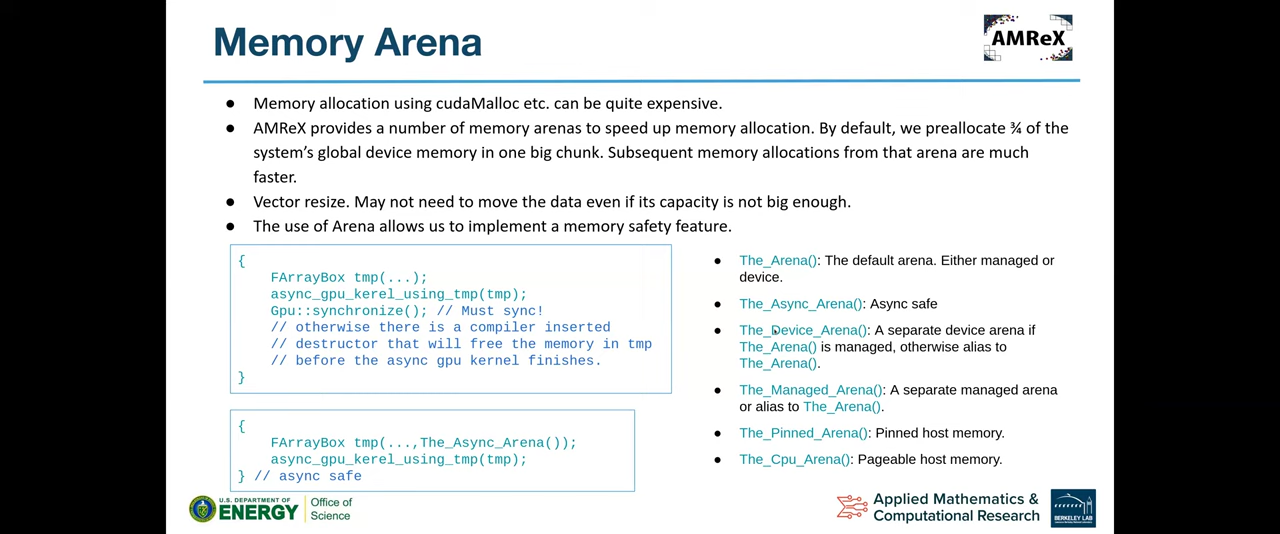 Memory Arena
AMReX
● Memory allocation using cudaMalloc etc. can be quite expensive.
● AMReX provides a number of memory arenas to speed up memory allocation. By default, we preallocate ¾ of the
system's global device memory in one big chunk. Subsequent memory allocations from that arena are much
faster.
● Vector resize. May not need to move the data even if its capacity is not big enough.
● The use of Arena allows us to implement a memory safety feature.
{
FArrayBox tmp(...);
async_gpu_kerel_using_tmp(tmp);
Gpu::synchronize(); // Must sync!
// otherwise there is a compiler inserted
// destructor that will free the memory in tmp
// before the async gpu kernel finishes.
}
{
FArrayBox tmp(...,The_Async_Arena());
async_gpu_kerel_using_tmp(tmp);
} // async safe
● The_Arena(): The default arena. Either managed or
device.
● The_Async_Arena(): Async safe
● The_Device_Arena(): A separate device arena if
The_Arena() is managed, otherwise alias to
The_Arena().
● The_Managed_Arena(): A separate managed arena
or alias to The_Arena().
● The_Pinned_Arena(): Pinned host memory.
● The_Cpu_Arena(): Pageable host memory.
U.S. DEPARTMENT OF
ENERGY
Office of
Science
Applied Mathematics &
Computational Research
BERKELEY LAB